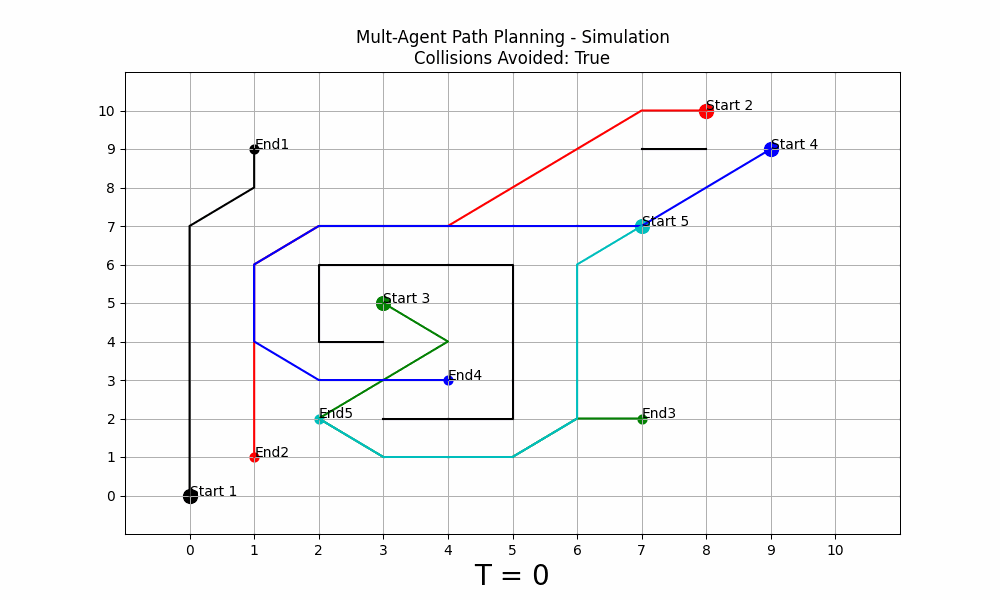 Mult-Agent Path Planning - Simulation
Collisions Avoided: True
10
9
8
7
6
5
4
3
2
1
0
Start 2
End1
Start 4
Start 5
Start 3
End4
End5
End3
End2
Start 1
0 1 2 3 4 5 6 7 8 9 10
T = 0